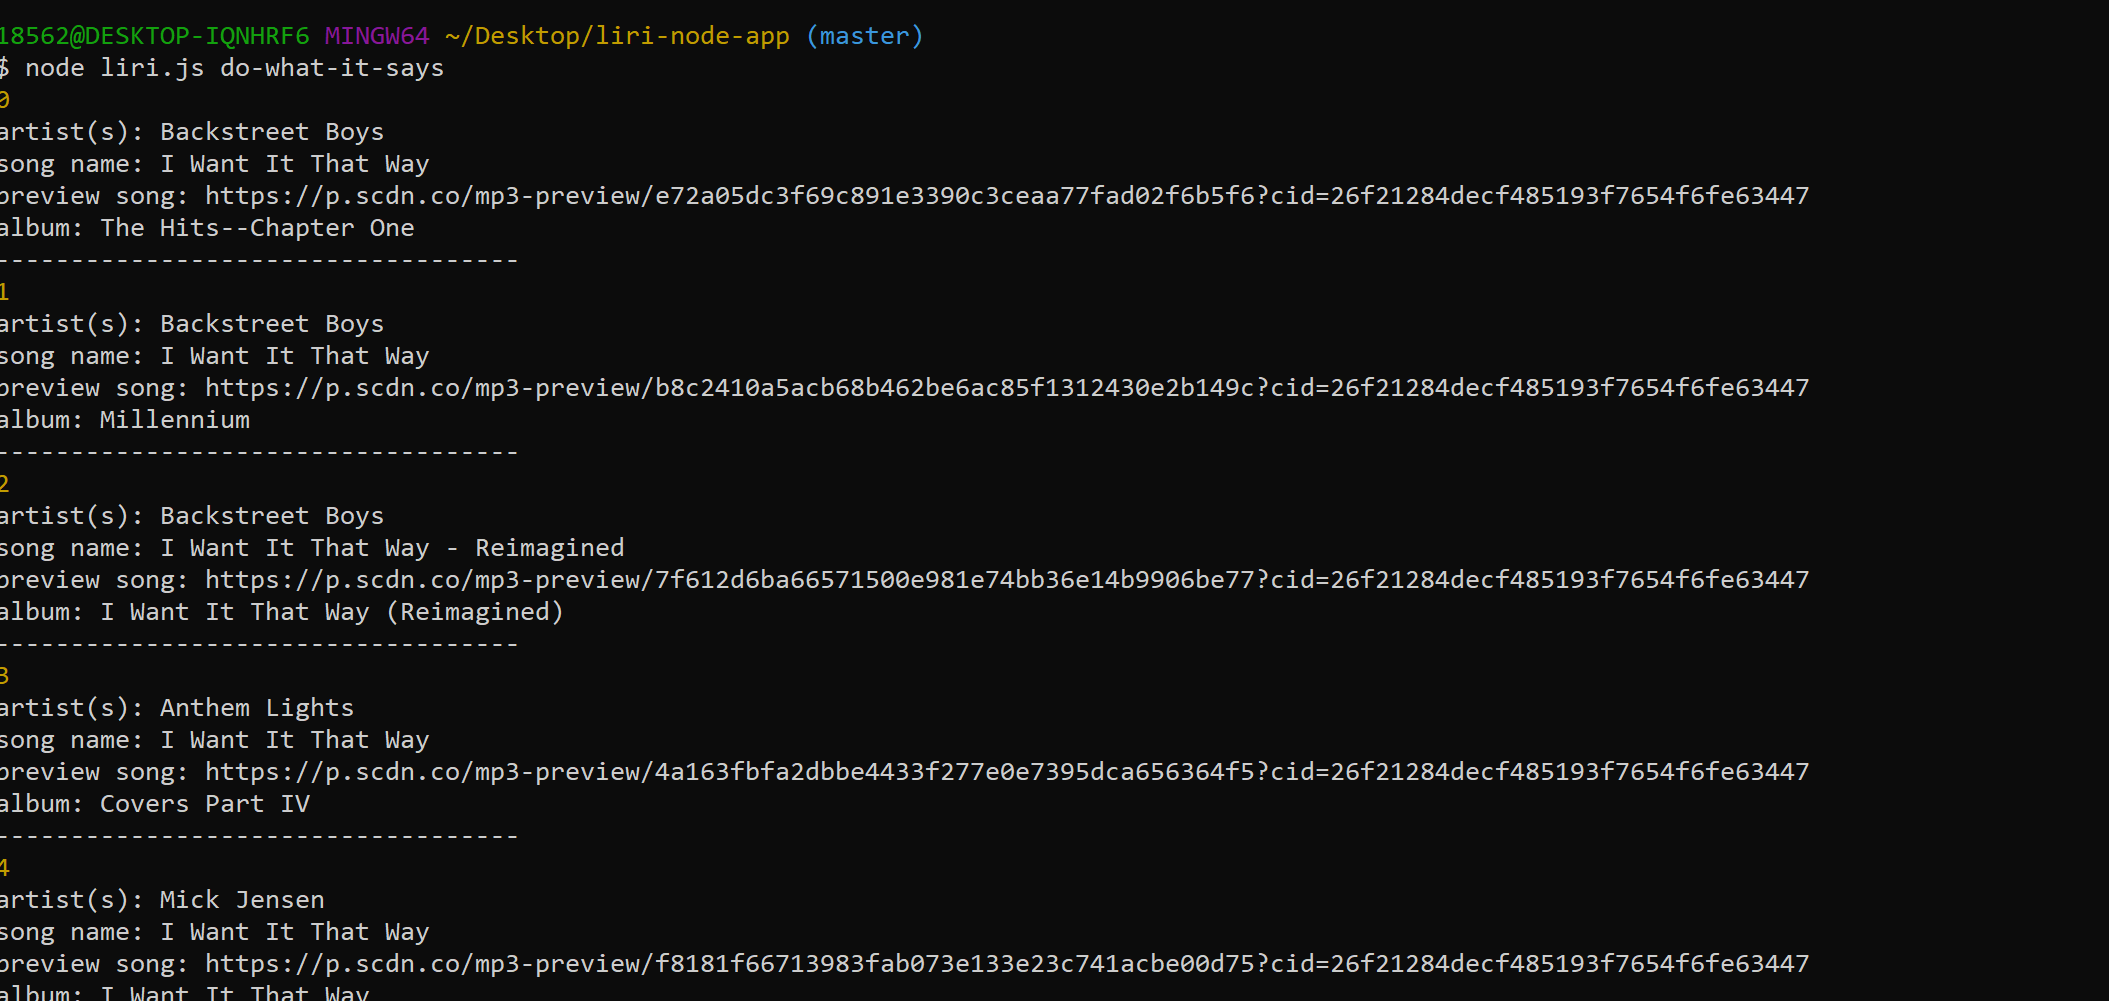 18562@DESKTOP-IQNHRF6 MINGW64 ~/Desktop/liri-node-app (master)
$ node liri.js do-what-it-says
0
artist(s): Backstreet Boys
song name: I Want It That Way
preview song: https://p.scdn.co/mp3-preview/e72a05dc3f69c891e3390c3ceaa77fad02f6b5f6?cid=26f21284decf485193f7654f6fe63447
album: The Hits--Chapter One
-----------------------------------
1
artist(s): Backstreet Boys
song name: I Want It That Way
preview song: https://p.scdn.co/mp3-preview/b8c2410a5acb68b462be6ac85f1312430e2b149c?cid=26f21284decf485193f7654f6fe63447
album: Millennium
-----------------------------------
2
artist(s): Backstreet Boys
song name: I Want It That Way - Reimagined
preview song: https://p.scdn.co/mp3-preview/7f612d6ba66571500e981e74bb36e14b9906be77?cid=26f21284decf485193f7654f6fe63447
album: I Want It That Way (Reimagined)
-----------------------------------
3
artist(s): Anthem Lights
song name: I Want It That Way
preview song: https://p.scdn.co/mp3-preview/4a163fbfa2dbbe4433f277e0e7395dca656364f5?cid=26f21284decf485193f7654f6fe63447
album: Covers Part IV
-----------------------------------
4
artist(s): Mick Jensen
song name: I Want It That Way
preview song: https://p.scdn.co/mp3-preview/f8181f66713983fab073e133e23c741acbe00d75?cid=26f21284decf485193f7654f6fe63447
album: I Want It That Way